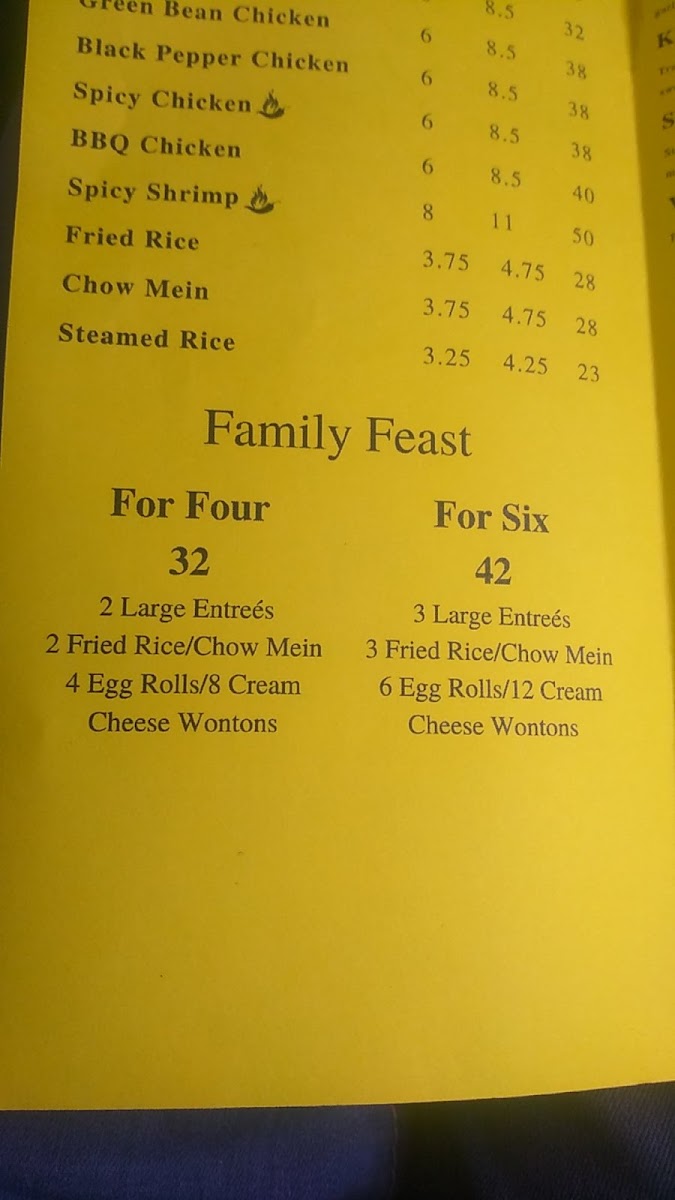 8.5 32
Green Bean Chicken 6 8.5 38
Black Pepper Chicken 6 8.5 38
Spicy Chicken 6 8.5 38
BBQ Chicken 6 8.5 40
Spicy Shrimp 8 11 50
Fried Rice 3.75 4.75 28
Chow Mein 3.75 4.75 28
Steamed Rice 3.25 4.25 23
Family Feast
For Four
32
2 Large Entreés
2 Fried Rice/Chow Mein
4 Egg Rolls/8 Cream
Cheese Wontons
For Six
42
3 Large Entreés
3 Fried Rice/Chow Mein
6 Egg Rolls/12 Cream
Cheese Wontons